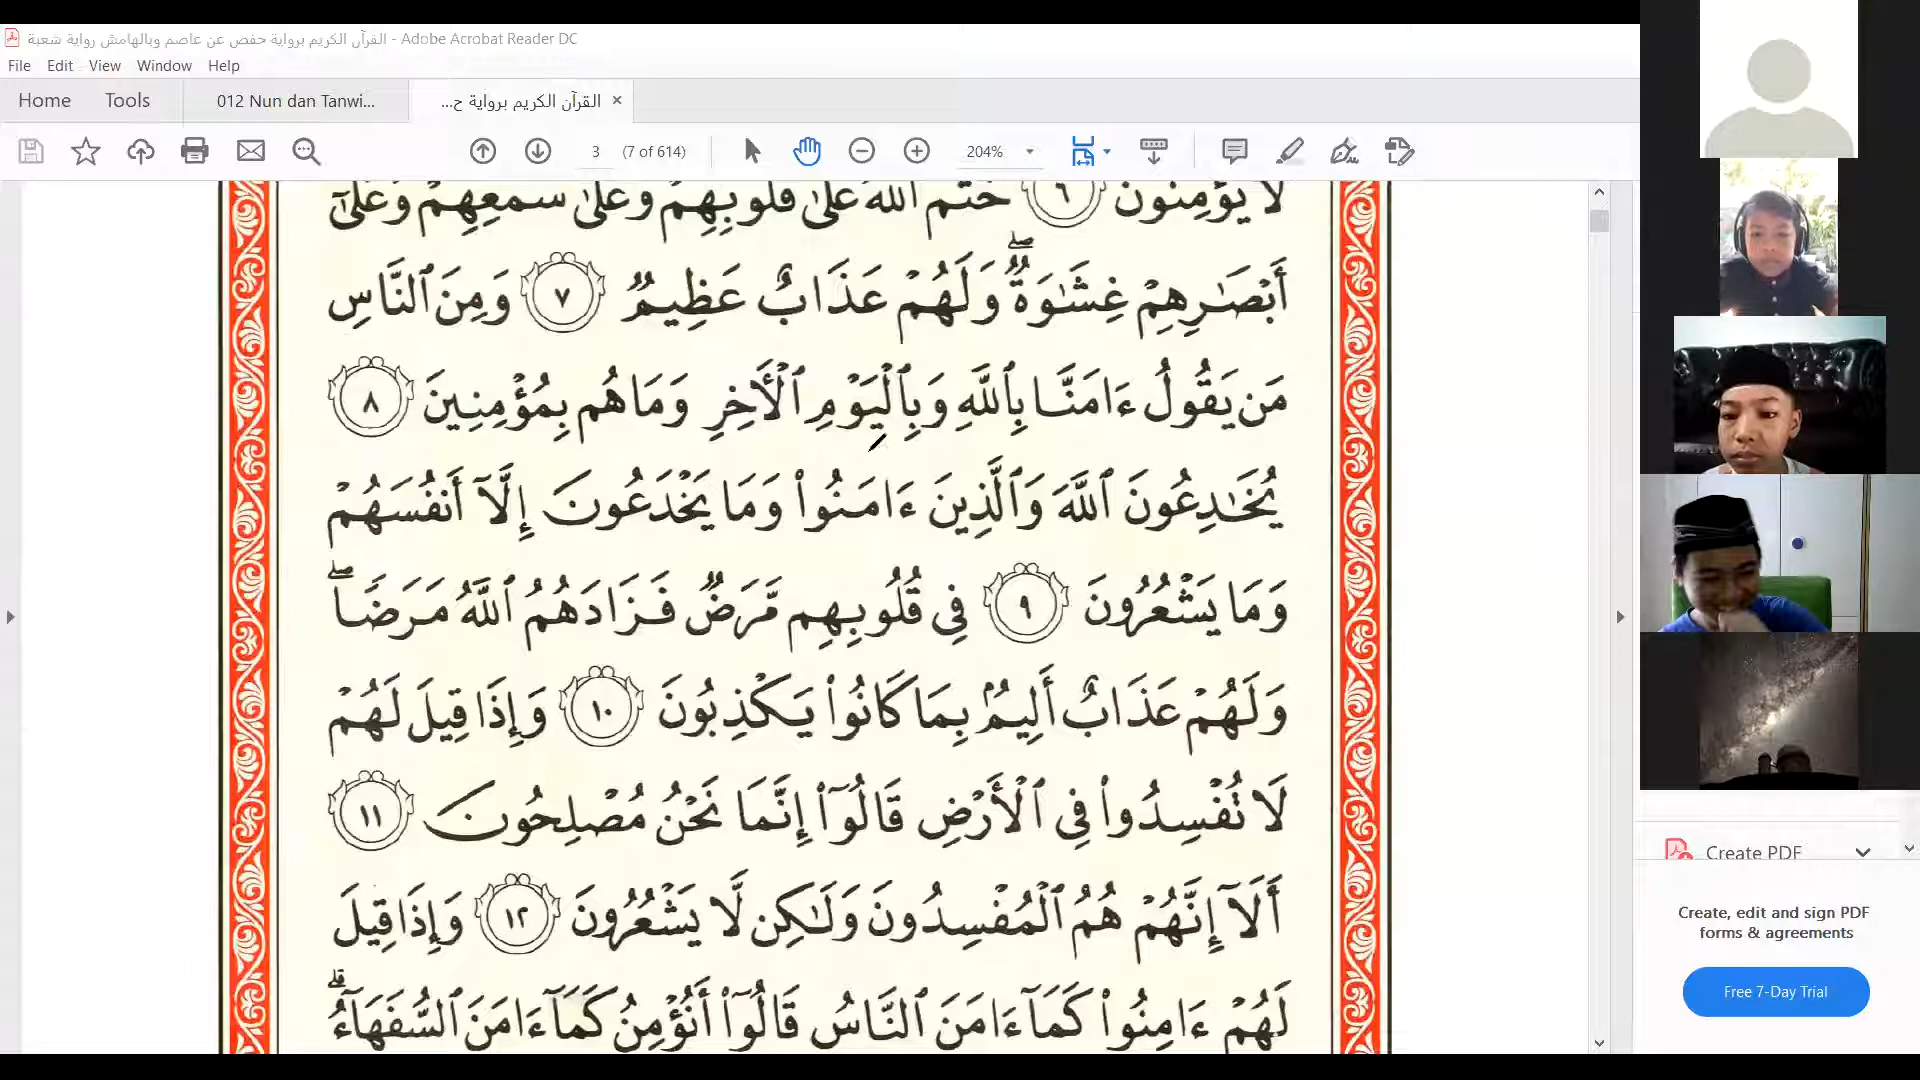 القرآن الكريم برواية حفص عن عاصم وبالهامش رواية شعبة - Adobe Acrobat Reader DC
File Edit View Window Help
Home Tools 012 Nun dan Tanwi... القرآن الكريم برواية ح...
3 (7 of 614) 204%
لَا يُؤْمِنُونَ ٦ خَتَمَ ٱللَّهُ عَلَىٰ قُلُوبِهِمْ وَعَلَىٰ سَمْعِهِمْ وَعَلَىٰٓ
أَبْصَـٰرِهِمْ غِشَـٰوَةٌۖ وَلَهُمْ عَذَابٌ عَظِيمٌ ٧ وَمِنَ ٱلنَّاسِ
مَن يَقُولُ ءَامَنَّا بِٱللَّهِ وَبِٱلْيَوْمِ ٱلْأَخِرِ وَمَا هُم بِمُؤْمِنِينَ ٨
يُخَـٰدِعُونَ ٱللَّهَ وَٱلَّذِينَ ءَامَنُوا۟ وَمَا يَخْدَعُونَ إِلَّآ أَنفُسَهُمْ
وَمَا يَشْعُرُونَ ٩ فِى قُلُوبِهِم مَّرَضٌ فَزَادَهُمُ ٱللَّهُ مَرَضًاۖ
وَلَهُمْ عَذَابٌ أَلِيمٌۢ بِمَا كَانُوا۟ يَكْذِبُونَ ١٠ وَإِذَا قِيلَ لَهُمْ
لَا تُفْسِدُوا۟ فِى ٱلْأَرْضِ قَالُوٓا۟ إِنَّمَا نَحْنُ مُصْلِحُونَ ١١
أَلَآ إِنَّهُمْ هُمُ ٱلْمُفْسِدُونَ وَلَـٰكِن لَّا يَشْعُرُونَ ١٢ وَإِذَا قِيلَ
لَهُمْ ءَامِنُوا۟ كَمَآ ءَامَنَ ٱلنَّاسُ قَالُوٓا۟ أَنُؤْمِنُ كَمَآ ءَامَنَ ٱلسُّفَهَآءُۗ
Create PDF
Create, edit and sign PDF
forms & agreements
Free 7-Day Trial